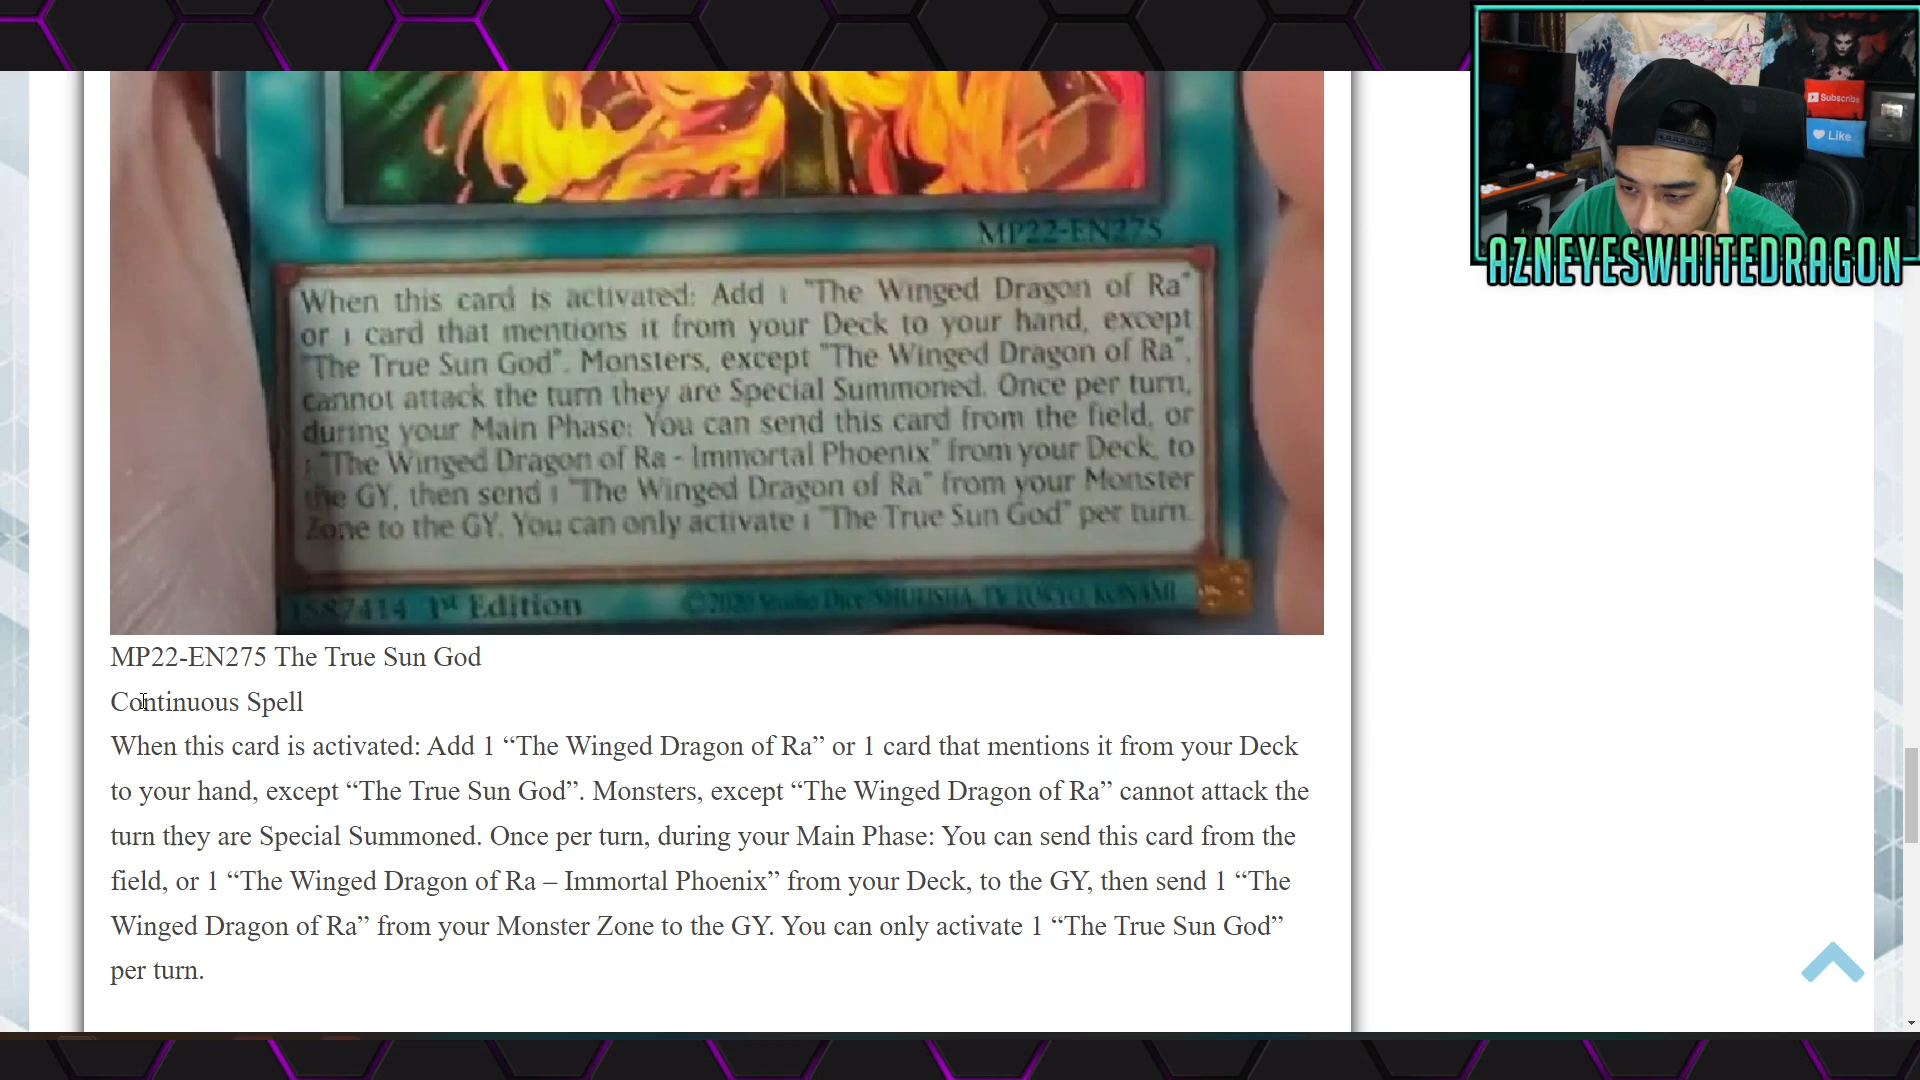 Subscribe
Like
AZNEYESWHITEDRAGON
MP22-EN275
When this card is activated: Add 1 "The Winged Dragon of Ra"
or 1 card that mentions it from your Deck to your hand, except
"The True Sun God". Monsters, except "The Winged Dragon of Ra",
cannot attack the turn they are Special Summoned. Once per turn,
during your Main Phase: You can send this card from the field, or
1 "The Winged Dragon of Ra - Immortal Phoenix" from your Deck, to
the GY, then send 1 "The Winged Dragon of Ra" from your Monster
Zone to the GY. You can only activate 1 "The True Sun God" per turn.
1587414 1st Edition
©2020 Studio Dice/SHUEISHA, TV TOKYO, KONAMI
MP22-EN275 The True Sun God
Continuous Spell
When this card is activated: Add 1 “The Winged Dragon of Ra” or 1 card that mentions it from your Deck
to your hand, except “The True Sun God”. Monsters, except “The Winged Dragon of Ra” cannot attack the
turn they are Special Summoned. Once per turn, during your Main Phase: You can send this card from the
field, or 1 “The Winged Dragon of Ra – Immortal Phoenix” from your Deck, to the GY, then send 1 “The
Winged Dragon of Ra” from your Monster Zone to the GY. You can only activate 1 “The True Sun God”
per turn.